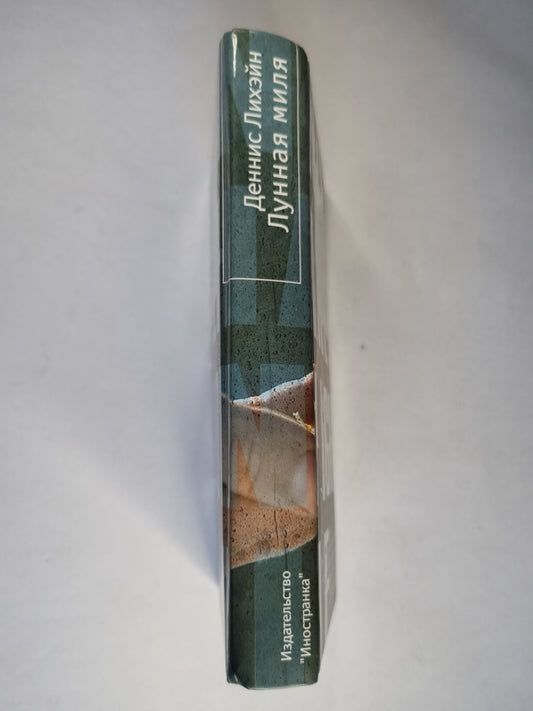 Деннис Лихэйн
Лунная миля
Издательство
"Иностранка"